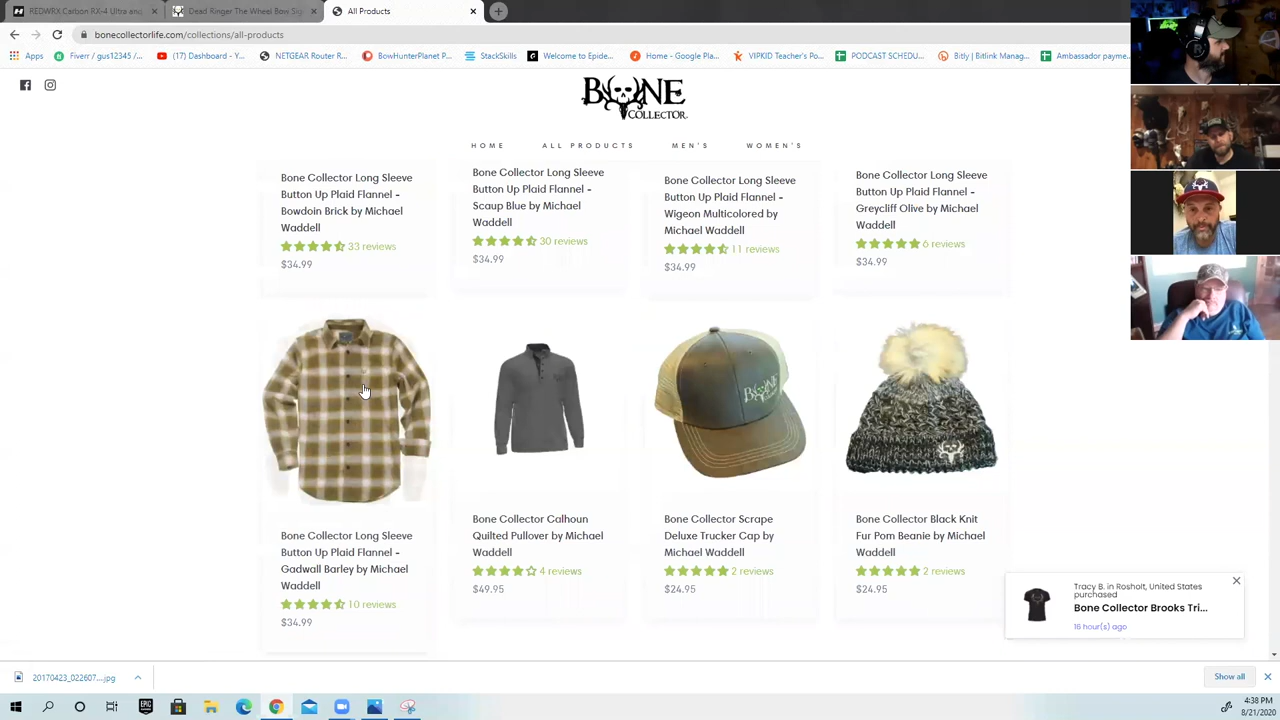 REDWRX Carbon RX-4 Ultra and
Dead Ringer The Wheel Bow Sig
All Products
bonecollectorlife.com/collections/all-products
Apps
Fiverr / gus12345 /...
(17) Dashboard - Y...
NETGEAR Router R...
BowHunterPlanet P...
StackSkills
Welcome to Epide...
Home - Google Pla...
VIPKID Teacher's Po...
PODCAST SCHEDU...
Bitly | Bitlink Manag...
Ambassador payme...
BONE
COLLECTOR
HOME
ALL PRODUCTS
MEN'S
WOMEN'S
Bone Collector Long Sleeve
Button Up Plaid Flannel -
Bowdoin Brick by Michael
Waddell
33 reviews
$34.99
Bone Collector Long Sleeve
Button Up Plaid Flannel -
Scaup Blue by Michael
Waddell
30 reviews
$34.99
Bone Collector Long Sleeve
Button Up Plaid Flannel -
Wigeon Multicolored by
Michael Waddell
11 reviews
$34.99
Bone Collector Long Sleeve
Button Up Plaid Flannel -
Greycliff Olive by Michael
Waddell
6 reviews
$34.99
BONE
Bone Collector Long Sleeve
Button Up Plaid Flannel -
Gadwall Barley by Michael
Waddell
10 reviews
$34.99
Bone Collector Calhoun
Quilted Pullover by Michael
Waddell
4 reviews
$49.95
Bone Collector Scrape
Deluxe Trucker Cap by
Michael Waddell
2 reviews
$24.95
Bone Collector Black Knit
Fur Pom Beanie by Michael
Waddell
2 reviews
$24.95
Tracy B. in Rosholt, United States
purchased
Bone Collector Brooks Tri...
16 hour(s) ago
20170423_022607....jpg
Show all
EPIC
4:38 PM
8/21/2020